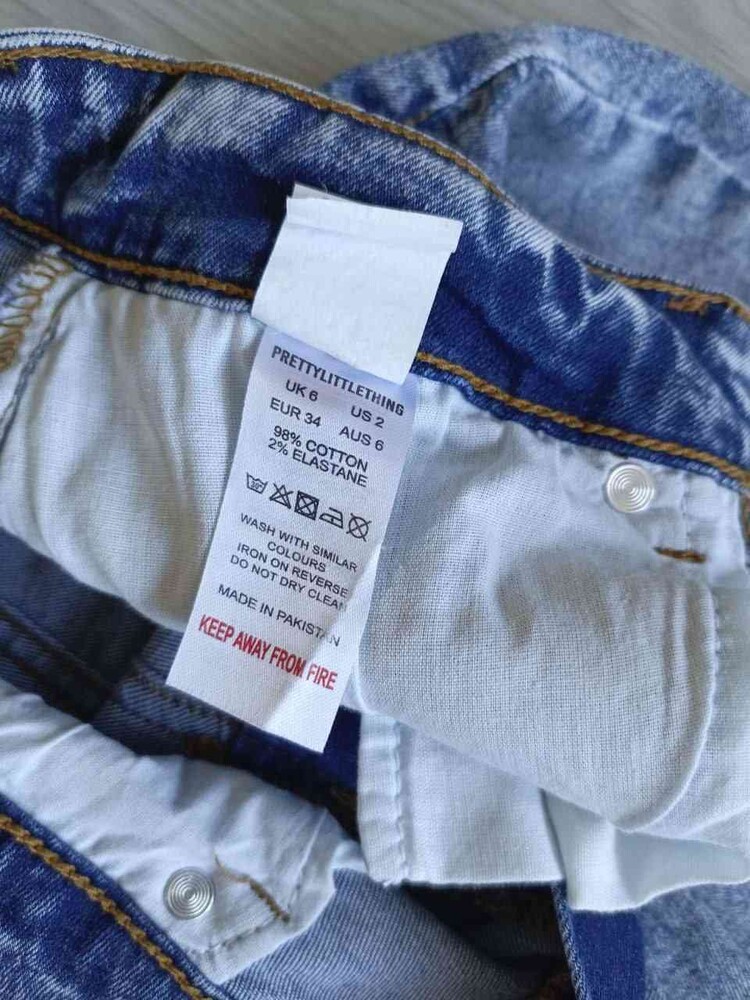 PRETTYLITTLETHING
UK 6 US 2
EUR 34 AUS 6
98% COTTON
2% ELASTANE
WASH WITH SIMILAR
COLOURS
IRON ON REVERSE
DO NOT DRY CLEAN
MADE IN PAKISTAN
KEEP AWAY FROM FIRE